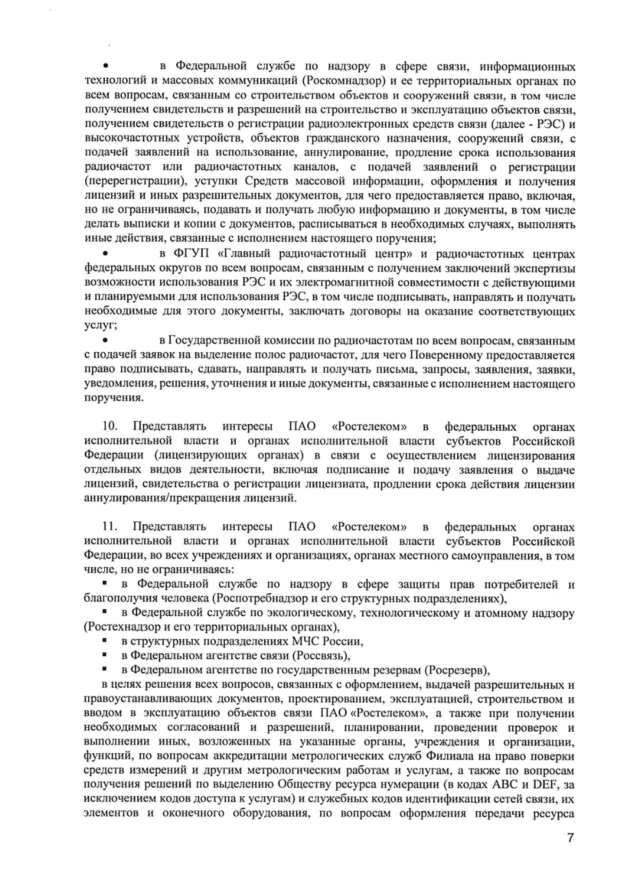 • в Федеральной службе по надзору в сфере связи, информационных
технологий и массовых коммуникаций (Роскомнадзор) и ее территориальных органах по
всем вопросам, связанным со строительством объектов и сооружений связи, в том числе
получением свидетельств и разрешений на строительство и эксплуатацию объектов связи,
получением свидетельств о регистрации радиоэлектронных средств связи (далее - РЭС) и
высокочастотных устройств, объектов гражданского назначения, сооружений связи, с
подачей заявлений на использование, аннулирование, продление срока использования
радиочастот или радиочастотных каналов, с подачей заявлений о регистрации
(перерегистрации), уступки Средств массовой информации, оформления и получения
лицензий и иных разрешительных документов, для чего предоставляется право, включая,
но не ограничиваясь, подавать и получать любую информацию и документы, в том числе
делать выписки и копии с документов, расписываться в необходимых случаях, выполнять
иные действия, связанные с исполнением настоящего поручения;
• в ФГУП «Главный радиочастотный центр» и радиочастотных центрах
федеральных округов по всем вопросам, связанным с получением заключений экспертизы
возможности использования РЭС и их электромагнитной совместимости с действующими
и планируемыми для использования РЭС, в том числе подписывать, направлять и получать
необходимые для этого документы, заключать договоры на оказание соответствующих
услуг;
• в Государственной комиссии по радиочастотам по всем вопросам, связанным
с подачей заявок на выделение полос радиочастот, для чего Поверенному предоставляется
право подписывать, сдавать, направлять и получать письма, запросы, заявления, заявки,
уведомления, решения, уточнения и иные документы, связанные с исполнением настоящего
поручения.
10. Представлять интересы ПАО «Ростелеком» в федеральных органах
исполнительной власти и органах исполнительной власти субъектов Российской
Федерации (лицензирующих органах) в связи с осуществлением лицензирования
отдельных видов деятельности, включая подписание и подачу заявления о выдаче
лицензий, свидетельства о регистрации лицензиата, продлении срока действия лицензии
аннулирования/прекращения лицензий.
11. Представлять интересы ПАО «Ростелеком» в федеральных органах
исполнительной власти и органах исполнительной власти субъектов Российской
Федерации, во всех учреждениях и организациях, органах местного самоуправления, в том
числе, но не ограничиваясь:
▪ в Федеральной службе по надзору в сфере защиты прав потребителей и
благополучия человека (Роспотребнадзор и его структурных подразделениях),
▪ в Федеральной службе по экологическому, технологическому и атомному надзору
(Ростехнадзор и его территориальных органах),
▪ в структурных подразделениях МЧС России,
▪ в Федеральном агентстве связи (Россвязь),
▪ в Федеральном агентстве по государственным резервам (Росрезерв),
в целях решения всех вопросов, связанных с оформлением, выдачей разрешительных и
правоустанавливающих документов, проектированием, эксплуатацией, строительством и
вводом в эксплуатацию объектов связи ПАО «Ростелеком», а также при получении
необходимых согласований и разрешений, планировании, проведении проверок и
выполнении иных, возложенных на указанные органы, учреждения и организации,
функций, по вопросам аккредитации метрологических служб Филиала на право поверки
средств измерений и другим метрологическим работам и услугам, а также по вопросам
получения решений по выделению Обществу ресурса нумерации (в кодах ABC и DEF, за
исключением кодов доступа к услугам) и служебных кодов идентификации сетей связи, их
элементов и оконечного оборудования, по вопросам оформления передачи ресурса
7